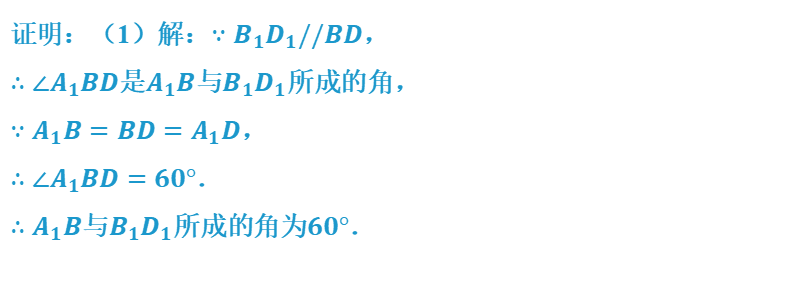 证明：（1）解：∵ B₁D₁//BD，
∴ ∠A₁BD是A₁B与B₁D₁所成的角，
∵ A₁B = BD = A₁D，
∴ ∠A₁BD = 60°.
∴ A₁B与B₁D₁所成的角为60°.